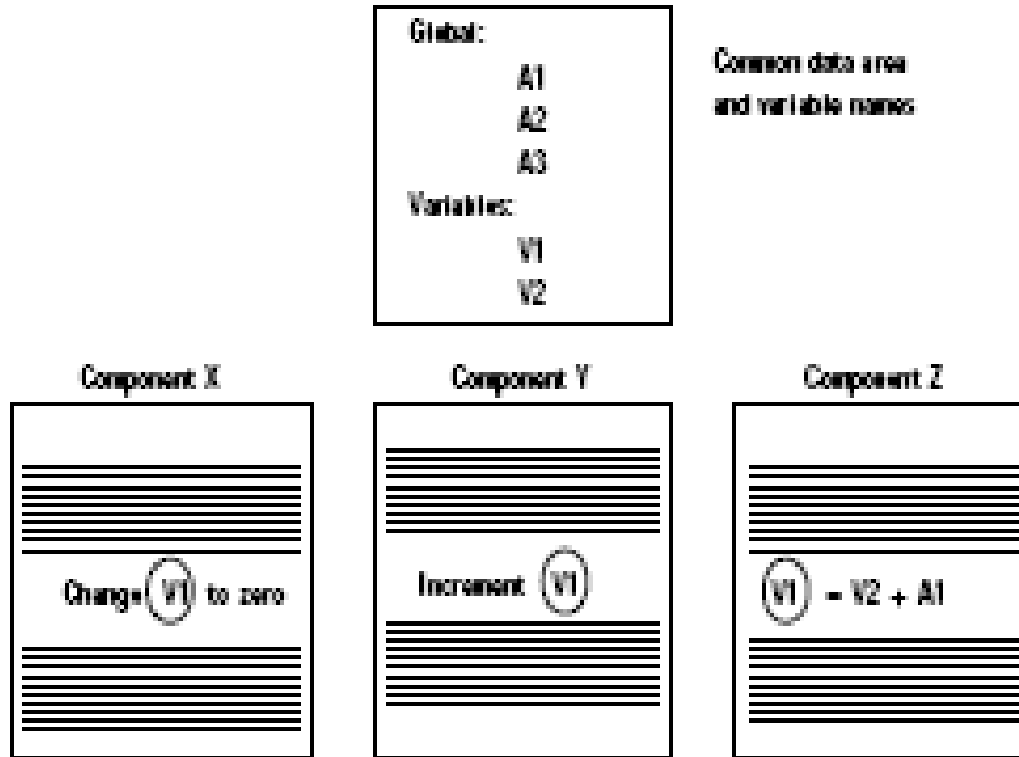 Global:
A1
A2
A3
Variables:
V1
V2
Common data area
and variable names
Component X
Component Y
Component Z
Change V1 to zero
Increment V1
V1 = V2 + A1